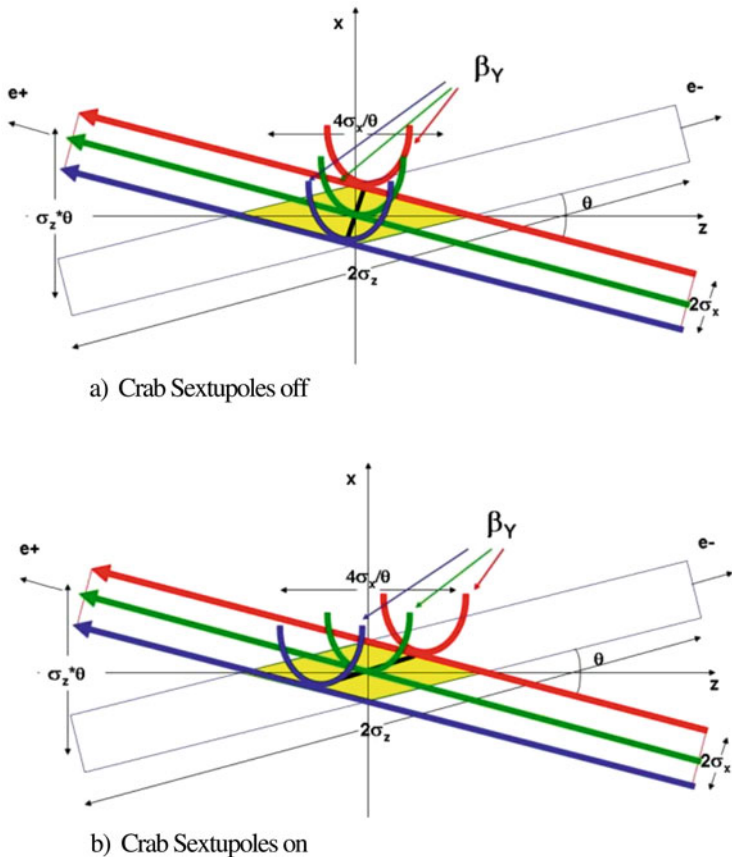 x
β_Y
e+
e-
4σ_x/θ
θ
σ_z*θ
z
2σ_z
2σ_x
a) Crab Sextupoles off
x
β_Y
e+
e-
4σ_x/θ
θ
σ_z*θ
z
2σ_z
2σ_x
b) Crab Sextupoles on